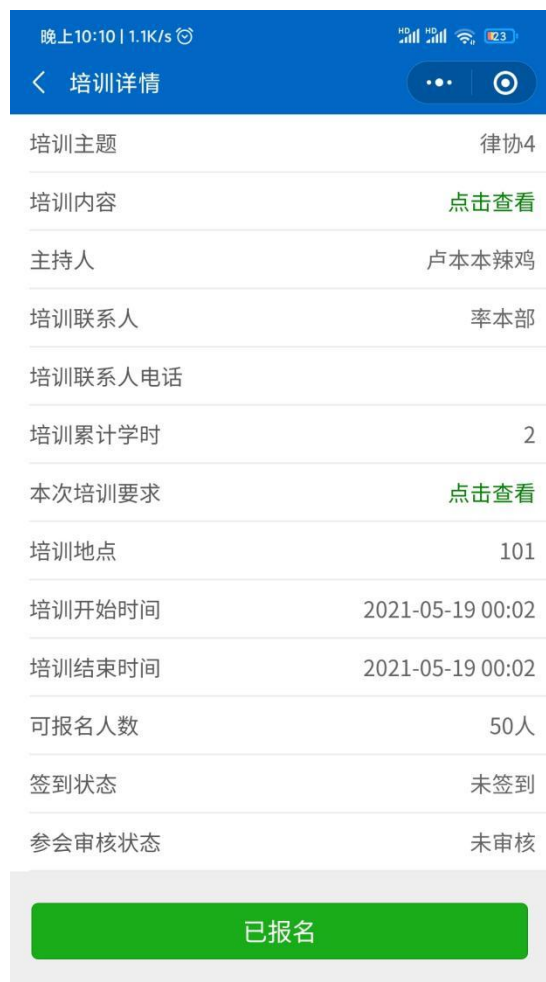 晚上10:10 | 1.1K/s
HD HD 23
培训详情
培训主题 律协4
培训内容 点击查看
主持人 卢本本辣鸡
培训联系人 率本部
培训联系人电话
培训累计学时 2
本次培训要求 点击查看
培训地点 101
培训开始时间 2021-05-19 00:02
培训结束时间 2021-05-19 00:02
可报名人数 50人
签到状态 未签到
参会审核状态 未审核
已报名